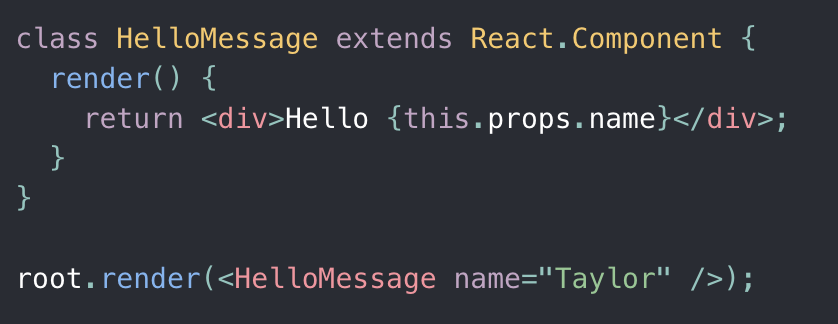 class HelloMessage extends React.Component {
  render() {
    return <div>Hello {this.props.name}</div>;
  }
}

root.render(<HelloMessage name="Taylor" />);